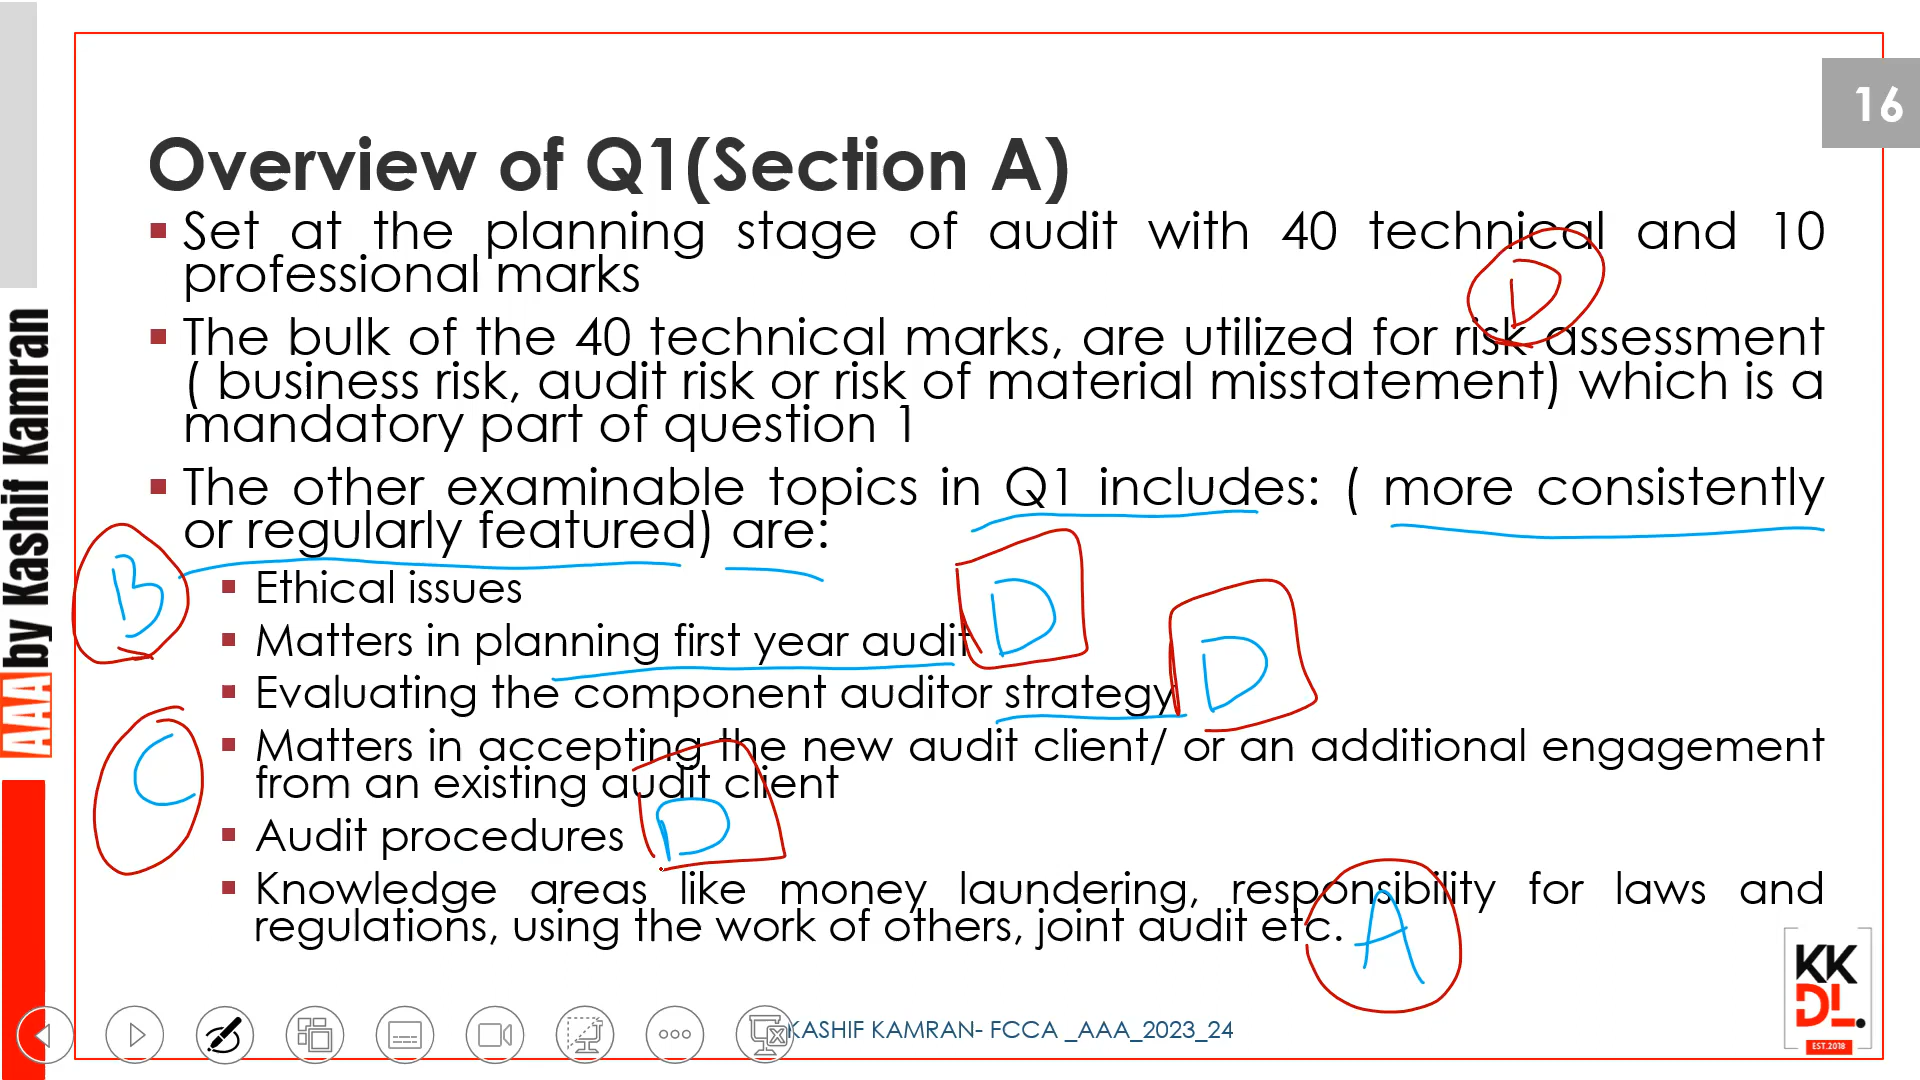 16
Overview of Q1(Section A)
Set at the planning stage of audit with 40 technical and 10
professional marks
D
The bulk of the 40 technical marks, are utilized for risk assessment
( business risk, audit risk or risk of material misstatement) which is a
mandatory part of question 1
The other examinable topics in Q1 includes: ( more consistently
or regularly featured) are:
B
Ethical issues
D
Matters in planning first year audit
D
Evaluating the component auditor strategy
C
Matters in accepting the new audit client/ or an additional engagement
from an existing audit client
Audit procedures
D
Knowledge areas like money laundering, responsibility for laws and
regulations, using the work of others, joint audit etc.
A
AAA by Kashif Kamran
KASHIF KAMRAN- FCCA _AAA_2023_24
KK
DL.
EST.2018